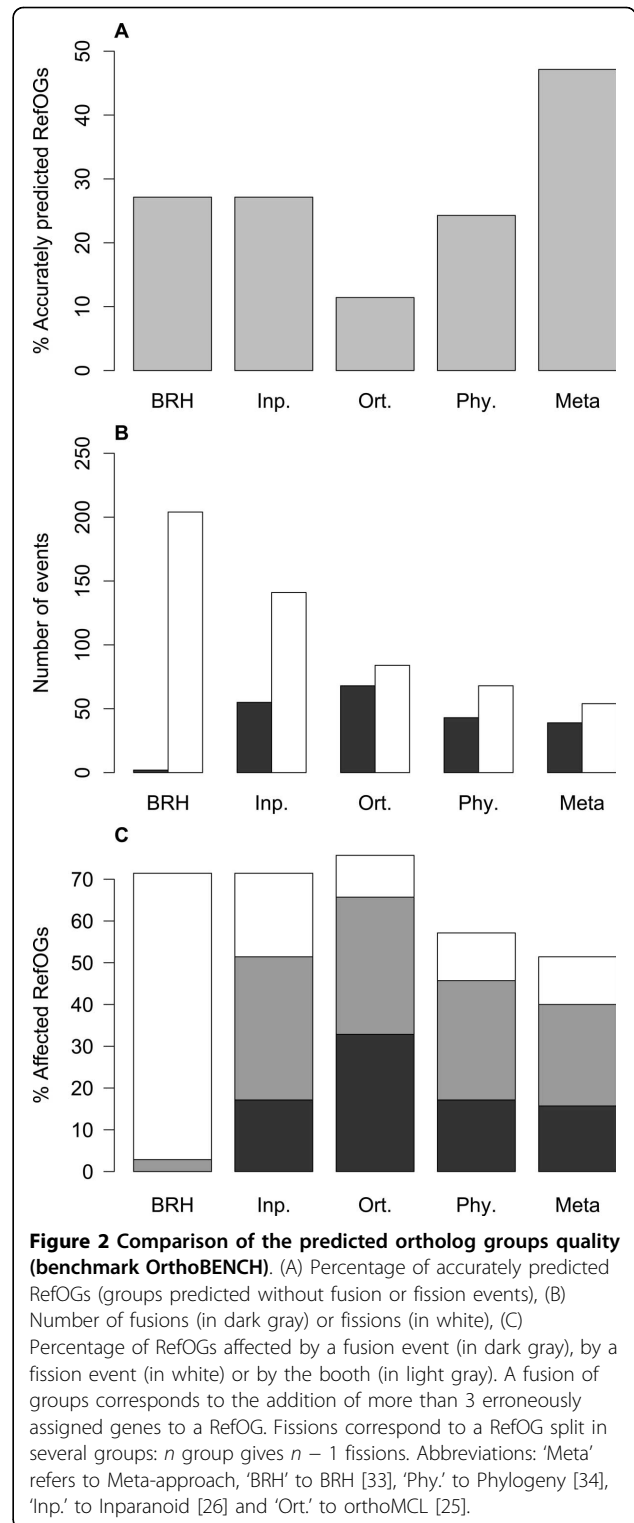 A
% Accurately predicted RefOGs
50
40
30
20
10
0
BRH Inp. Ort. Phy. Meta
B
Number of events
250
200
150
100
50
0
BRH Inp. Ort. Phy. Meta
C
% Affected RefOGs
70
60
50
40
30
20
10
0
BRH Inp. Ort. Phy. Meta
Figure 2 Comparison of the predicted ortholog groups quality
(benchmark OrthoBENCH). (A) Percentage of accurately predicted
RefOGs (groups predicted without fusion or fission events), (B)
Number of fusions (in dark gray) or fissions (in white), (C)
Percentage of RefOGs affected by a fusion event (in dark gray), by a
fission event (in white) or by the booth (in light gray). A fusion of
groups corresponds to the addition of more than 3 erroneously
assigned genes to a RefOG. Fissions correspond to a RefOG split in
several groups: n group gives n − 1 fissions. Abbreviations: ‘Meta’
refers to Meta-approach, ‘BRH’ to BRH [33], ‘Phy.’ to Phylogeny [34],
‘Inp.’ to Inparanoid [26] and ‘Ort.’ to orthoMCL [25].